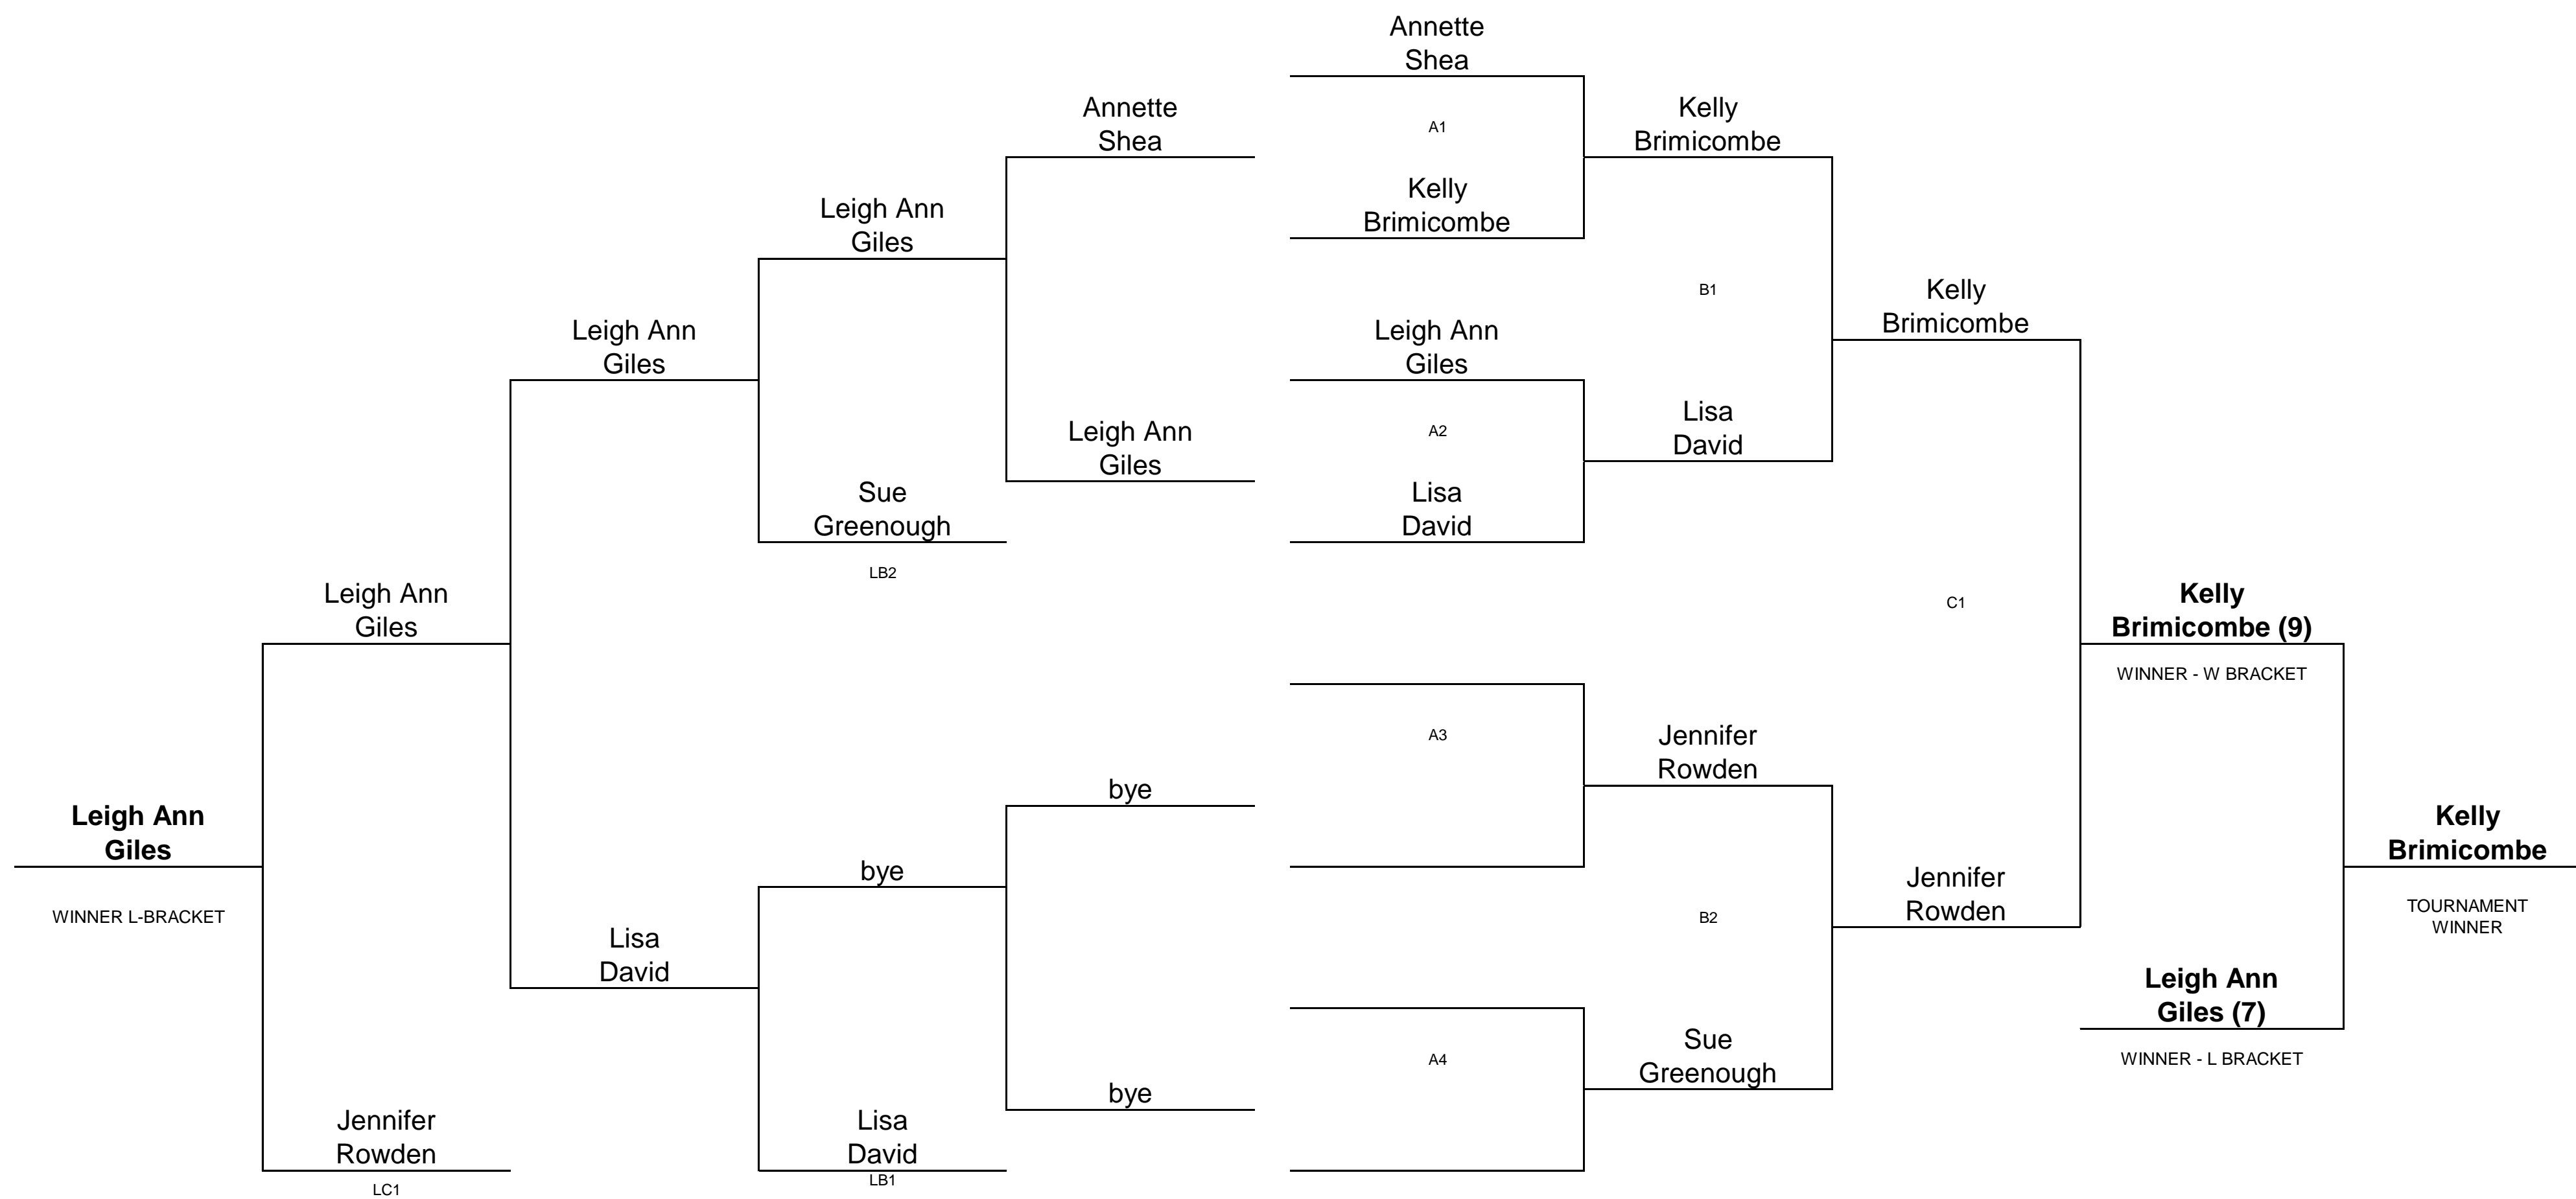 Annette
Shea
Annette
Shea
A1
Kelly
Brimicombe
Kelly
Brimicombe
Leigh Ann
Giles
B1
Kelly
Brimicombe
Leigh Ann
Giles
Leigh Ann
Giles
Lisa
David
Leigh Ann
Giles
A2
Sue
Greenough
Lisa
David
LB2
Leigh Ann
Giles
C1
Kelly
Brimicombe (9)
WINNER - W BRACKET
A3
Jennifer
Rowden
bye
Leigh Ann
Giles
Kelly
Brimicombe
bye
Jennifer
Rowden
WINNER L-BRACKET
B2
TOURNAMENT
WINNER
Lisa
David
Leigh Ann
Giles (7)
Sue
Greenough
A4
WINNER - L BRACKET
bye
Jennifer
Rowden
Lisa
David
LB1
LC1